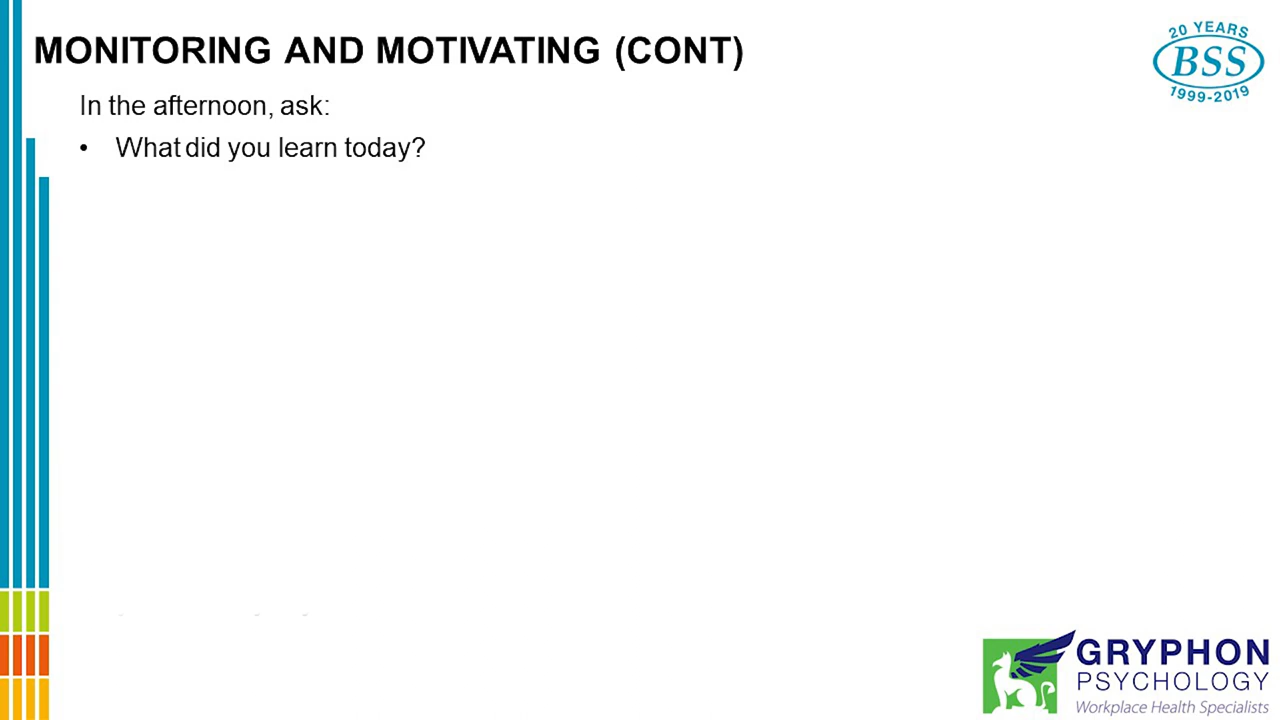 MONITORING AND MOTIVATING (CONT)
20 YEARS
BSS
1999-2019
In the afternoon, ask:
• What did you learn today?
GRYPHON
PSYCHOLOGY
Workplace Health Specialists